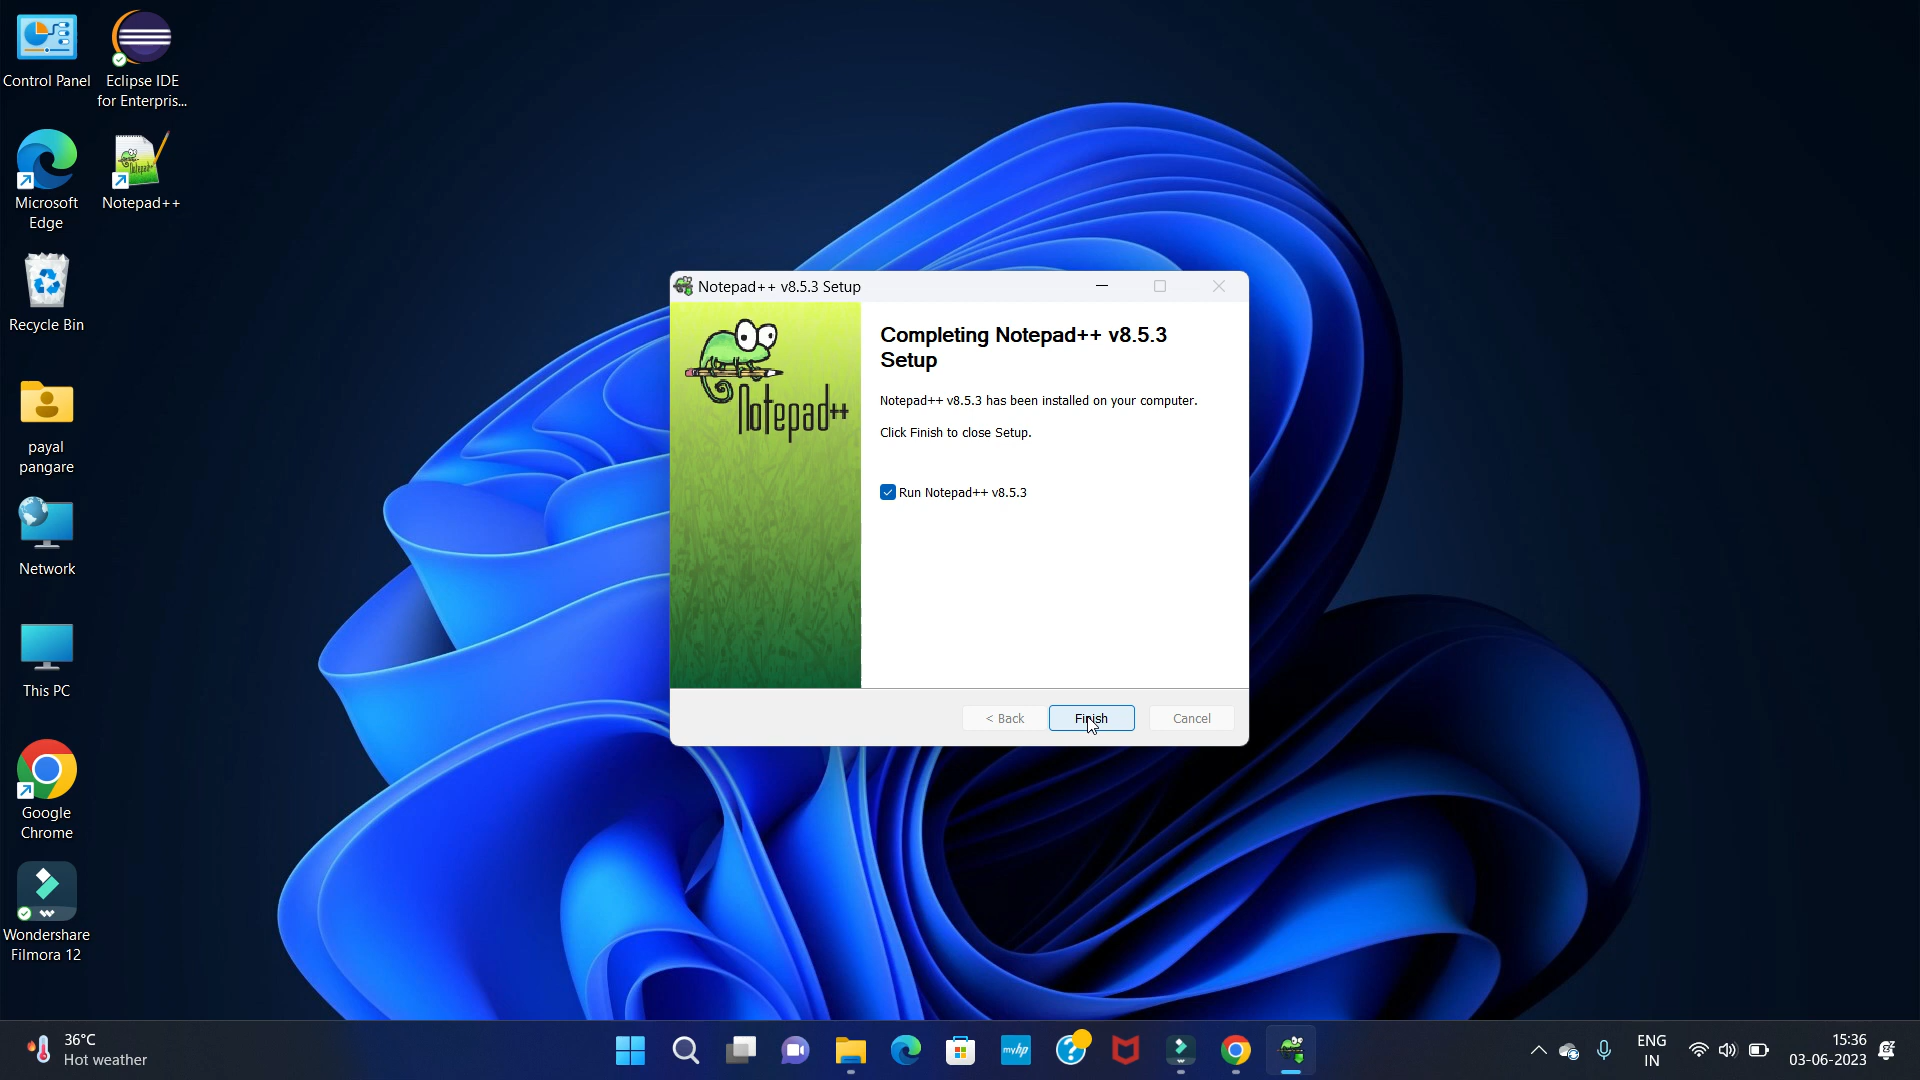 Control Panel
Eclipse IDE
for Enterpris...
Microsoft
Edge
Notepad++
Recycle Bin
payal
pangare
Network
This PC
Google
Chrome
Wondershare
Filmora 12
Notepad++ v8.5.3 Setup
Notepad++
Completing Notepad++ v8.5.3
Setup
Notepad++ v8.5.3 has been installed on your computer.
Click Finish to close Setup.
Run Notepad++ v8.5.3
< Back
Finish
Cancel
36°C
Hot weather
myhp
ENG
IN
15:36
03-06-2023